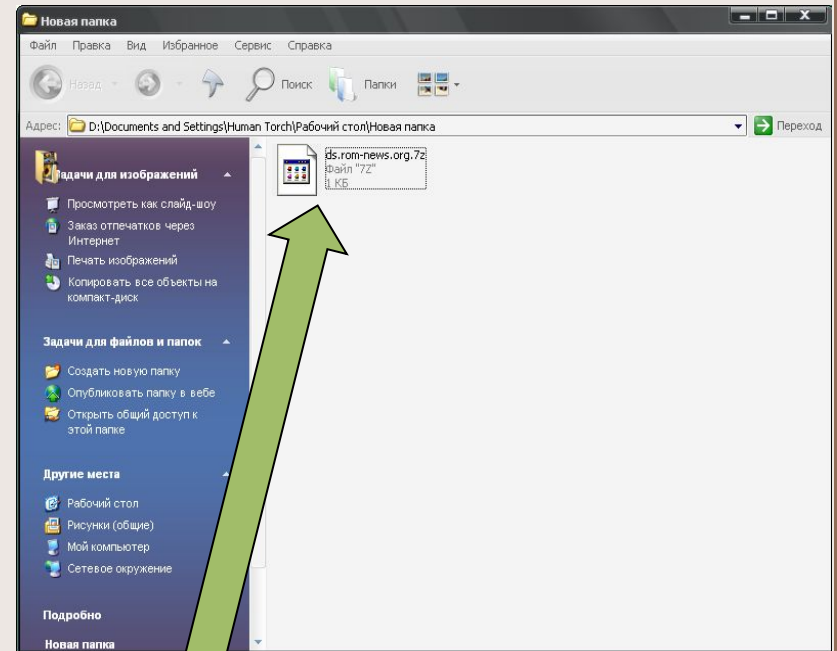 Новая папка
Файл Правка Вид Избранное Сервис Справка
Назад Поиск Папки
Адрес: D:\Documents and Settings\Human Torch\Рабочий стол\Новая папка Переход
Задачи для изображений
Просмотреть как слайд-шоу
Заказ отпечатков через
Интернет
Печать изображений
Копировать все объекты на
компакт-диск
Задачи для файлов и папок
Создать новую папку
Опубликовать папку в вебе
Открыть общий доступ к
этой папке
Другие места
Рабочий стол
Рисунки (общие)
Мой компьютер
Сетевое окружение
Подробно
Новая папка
ds.rom-news.org.7z
Файл "7Z"
1 КБ